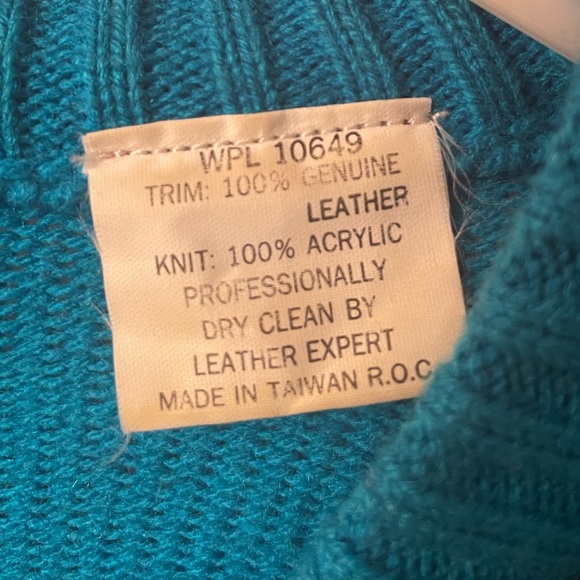 WPL 10649
TRIM: 100% GENUINE
LEATHER
KNIT: 100% ACRYLIC
PROFESSIONALLY
DRY CLEAN BY
LEATHER EXPERT
MADE IN TAIWAN R.O.C